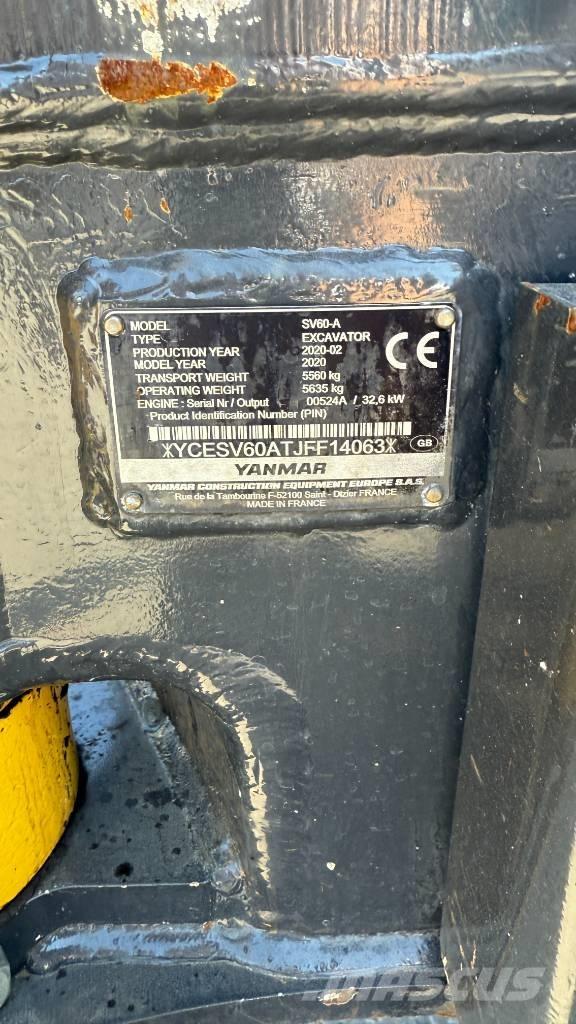 MODEL SV60-A
TYPE EXCAVATOR
PRODUCTION YEAR 2020-02
MODEL YEAR 2020
TRANSPORT WEIGHT 5560 kg
OPERATING WEIGHT 5635 kg
ENGINE : Serial Nr / Output 00524A / 32,6 kW
Product Identification Number (PIN)
CE
*YCESV60ATJFF14063*
GB
YANMAR
YANMAR CONSTRUCTION EQUIPMENT EUROPE S.A.S.
Rue de la Tambourine F-52100 Saint - Dizier FRANCE
MADE IN FRANCE
MASCUS